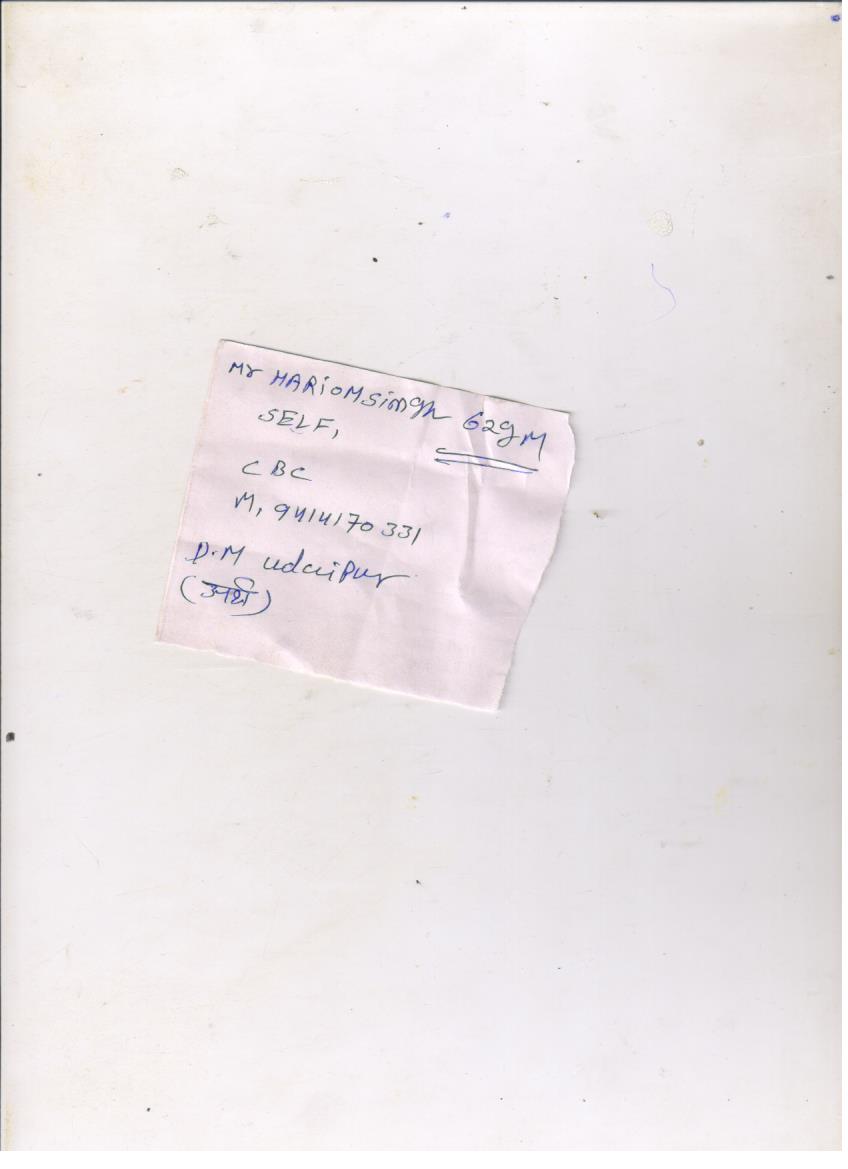 Mr HARiOMSingh 62yM
SELF,
CBC
M, 9414170331
D.M udaipur
(अर्थ)